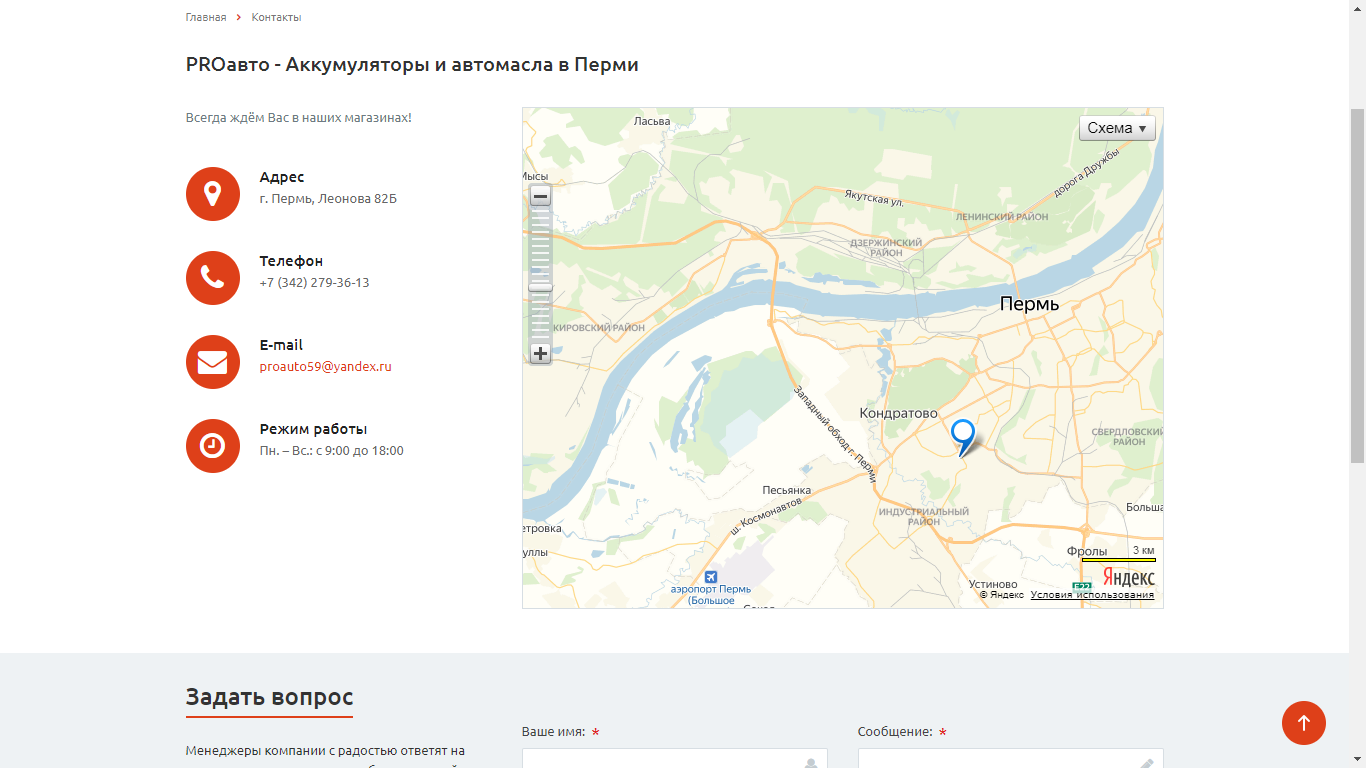 Главная
Контакты
PROавто - Аккумуляторы и автомасла в Перми
Всегда ждём Вас в наших магазинах!
Адрес
г. Пермь, Леонова 82Б
Телефон
+7 (342) 279-36-13
E-mail
proauto59@yandex.ru
Режим работы
Пн. – Вс.: с 9:00 до 18:00
Ласьва
Схема
Мысы
дорога Дружбы
Якутская ул.
ЛЕНИНСКИЙ РАЙОН
ДЗЕРЖИНСКИЙ
РАЙОН
Пермь
КИРОВСКИЙ РАЙОН
Западный обход г. Перми
Кондратово
СВЕРДЛОВСКИЙ
РАЙОН
Песьянка
ш. Космонавтов
ИНДУСТРИАЛЬНЫЙ
РАЙОН
Больша
етровка
уллы
Фролы
3 км
Яндекс
аэропорт Пермь
(Большое
Устиново
E22
© Яндекс
Условия использования
Задать вопрос
Ваше имя: *
Сообщение: *
Менеджеры компании с радостью ответят на